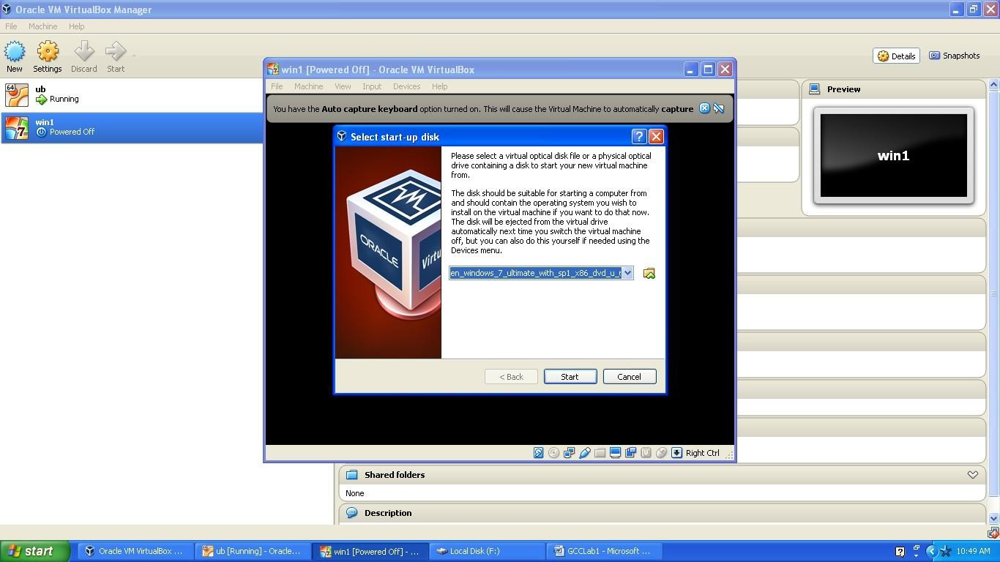 Oracle VM VirtualBox Manager
File Machine Help
New Settings Discard Start
Details Snapshots
64
ub
Running
7
win1
Powered Off
win1 [Powered Off] - Oracle VM VirtualBox
File Machine View Input Devices Help
You have the Auto capture keyboard option turned on. This will cause the Virtual Machine to automatically capture
Select start-up disk
?
Please select a virtual optical disk file or a physical optical
drive containing a disk to start your new virtual machine
from.
The disk should be suitable for starting a computer from
and should contain the operating system you wish to
install on the virtual machine if you want to do that now.
The disk will be ejected from the virtual drive
automatically next time you switch the virtual machine
off, but you can also do this yourself if needed using the
Devices menu.
ORACLE
Virtu
en_windows_7_ultimate_with_sp1_x86_dvd_u_6
< Back Start Cancel
Right Ctrl
Preview
win1
Shared folders
None
Description
start
Oracle VM VirtualBox ...
ub [Running] - Oracle...
win1 [Powered Off] - ...
Local Disk (F:)
GCCLab1 - Microsoft ...
?
10:49 AM